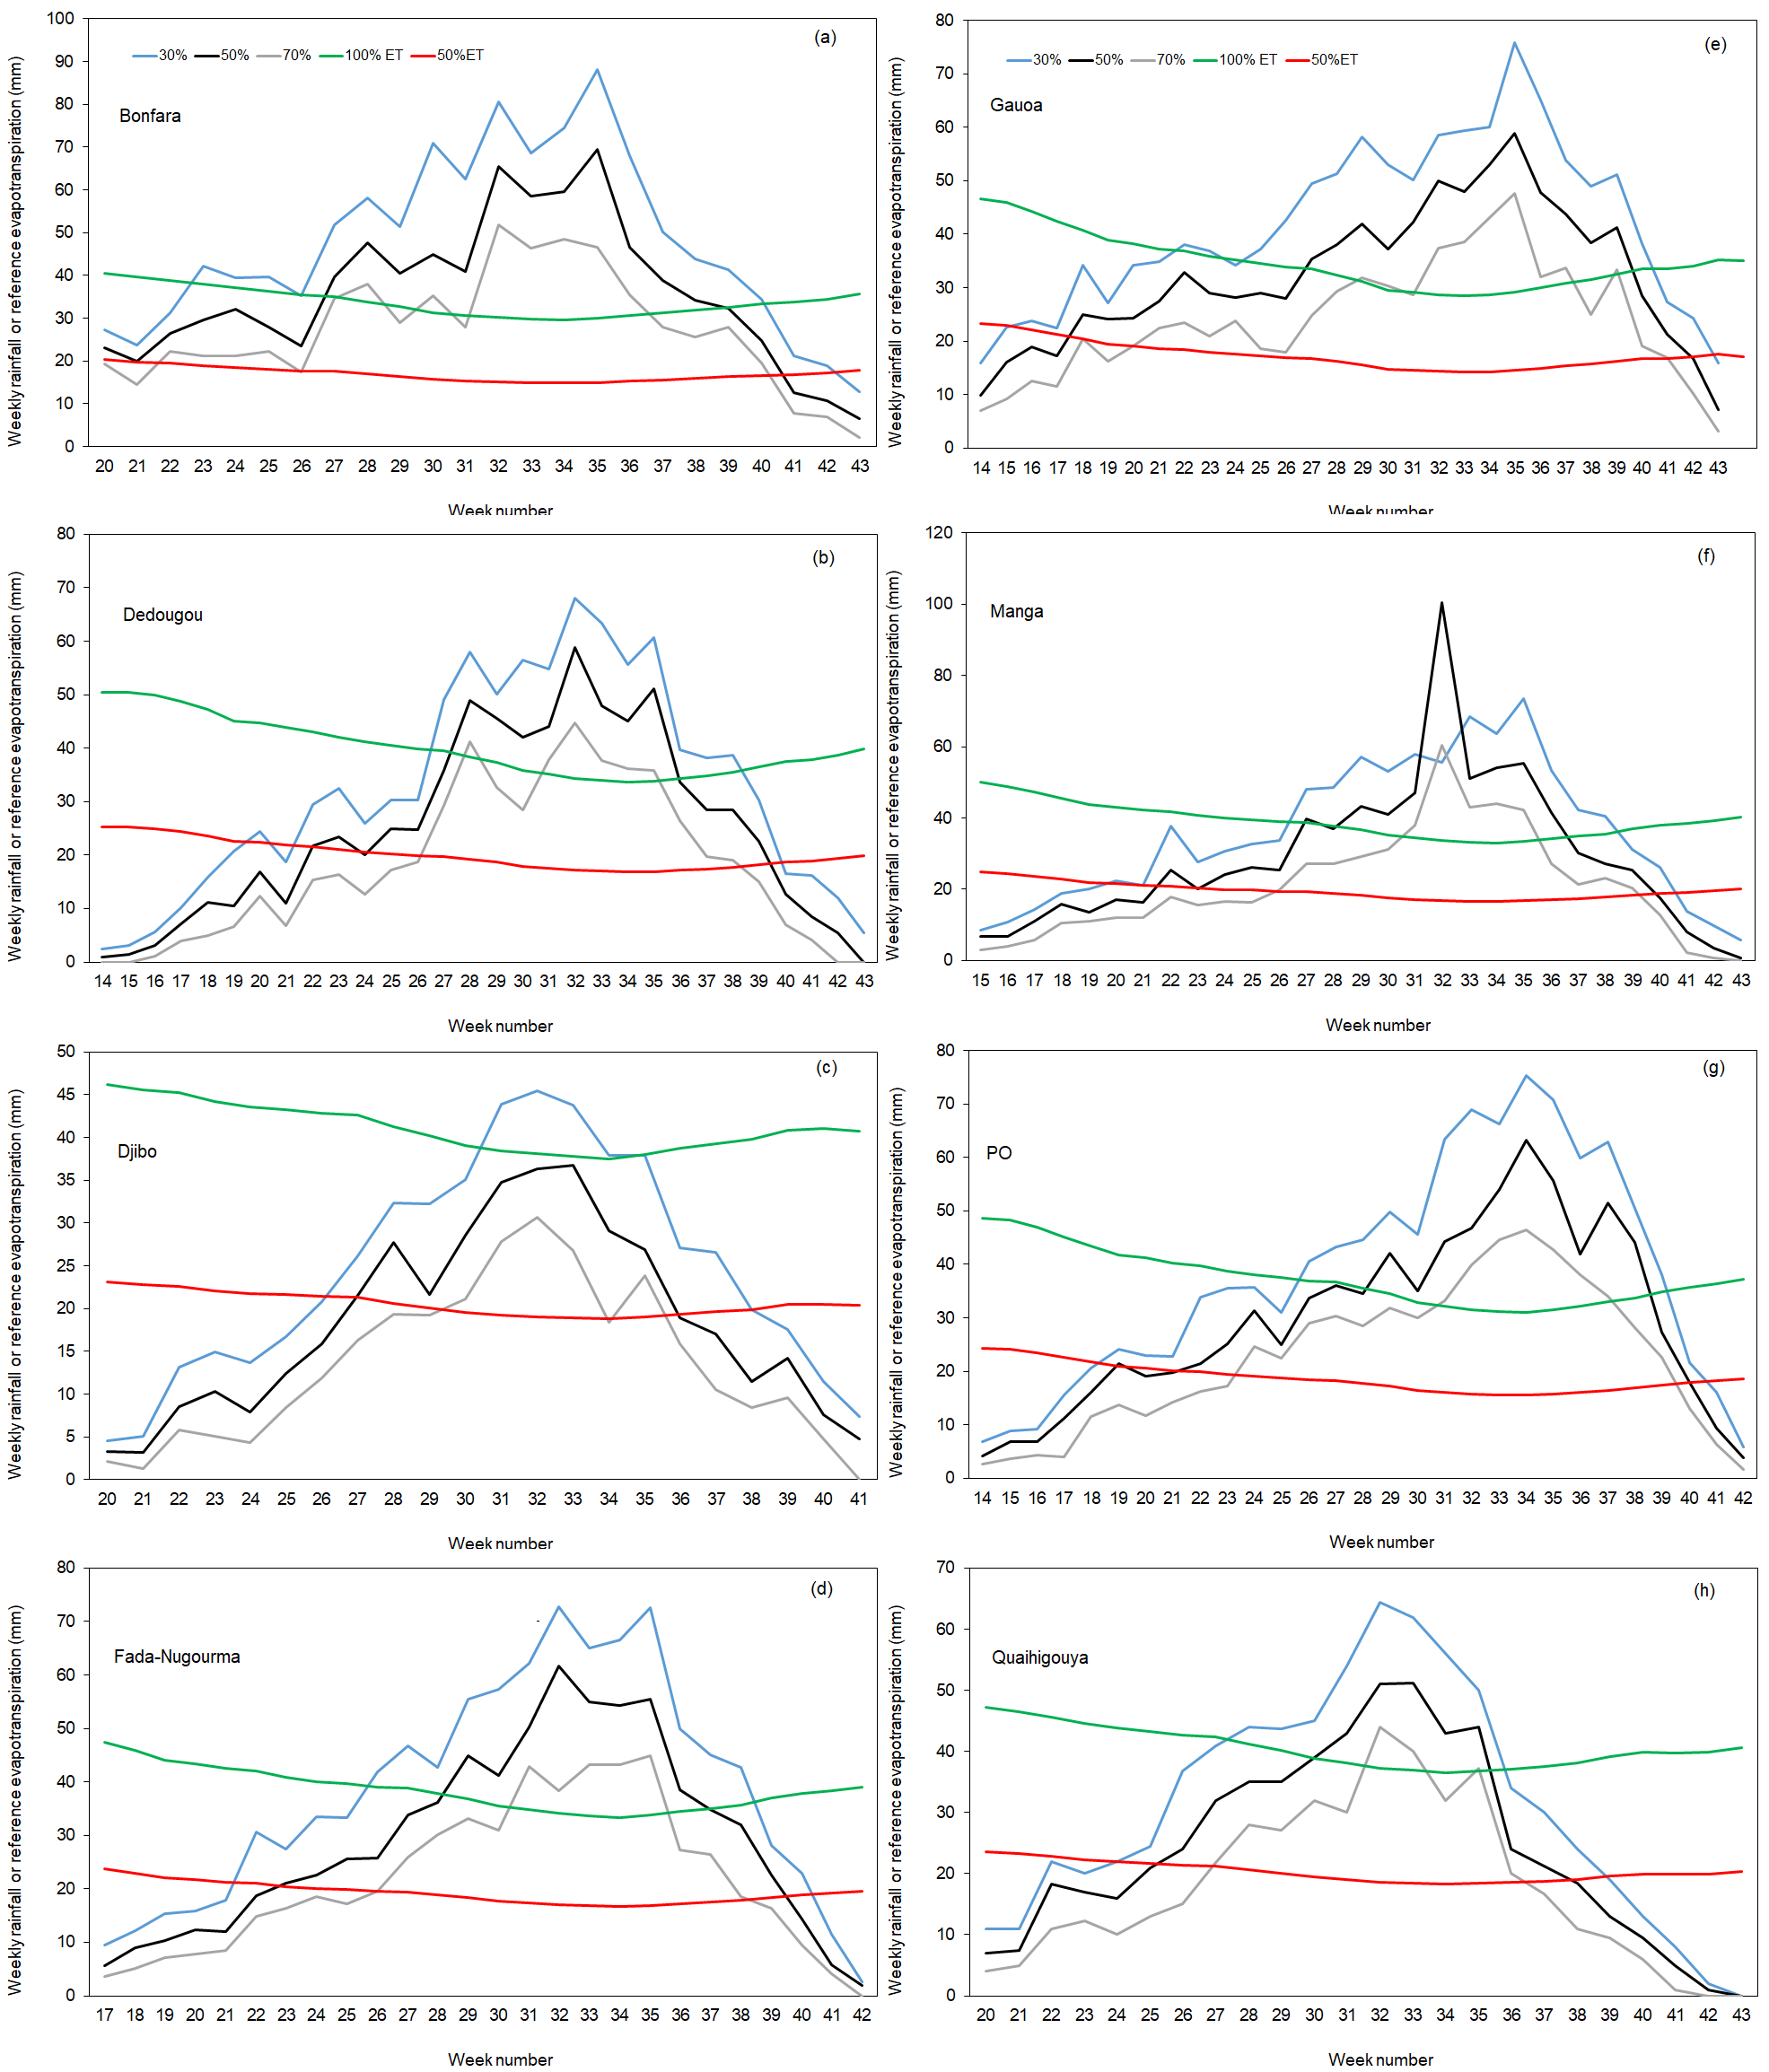 (a)
30% 50% 70% 100% ET 50%ET
Bonfara
Weekly rainfall or reference evapotranspiration (mm)
100
90
80
70
60
50
40
30
20
10
0
20 21 22 23 24 25 26 27 28 29 30 31 32 33 34 35 36 37 38 39 40 41 42 43
Week number
(e)
30% 50% 70% 100% ET 50%ET
Gauoa
Weekly rainfall or reference evapotranspiration (mm)
80
70
60
50
40
30
20
10
0
14 15 16 17 18 19 20 21 22 23 24 25 26 27 28 29 30 31 32 33 34 35 36 37 38 39 40 41 42 43
Week number
(b)
Dedougou
Weekly rainfall or reference evapotranspiration (mm)
80
70
60
50
40
30
20
10
0
14 15 16 17 18 19 20 21 22 23 24 25 26 27 28 29 30 31 32 33 34 35 36 37 38 39 40 41 42 43
Week number
(f)
Manga
Weekly rainfall or reference evapotranspiration (mm)
120
100
80
60
40
20
0
15 16 17 18 19 20 21 22 23 24 25 26 27 28 29 30 31 32 33 34 35 36 37 38 39 40 41 42 43
Week number
(c)
Djibo
Weekly rainfall or reference evapotranspiration (mm)
50
45
40
35
30
25
20
15
10
5
0
20 21 22 23 24 25 26 27 28 29 30 31 32 33 34 35 36 37 38 39 40 41
Week number
(g)
PO
Weekly rainfall or reference evapotranspiration (mm)
80
70
60
50
40
30
20
10
0
14 15 16 17 18 19 20 21 22 23 24 25 26 27 28 29 30 31 32 33 34 35 36 37 38 39 40 41 42
Week number
(d)
Fada-Nugourma
Weekly rainfall or reference evapotranspiration (mm)
80
70
60
50
40
30
20
10
0
17 18 19 20 21 22 23 24 25 26 27 28 29 30 31 32 33 34 35 36 37 38 39 40 41 42
Week number
(h)
Quaihigouya
Weekly rainfall or reference evapotranspiration (mm)
70
60
50
40
30
20
10
0
20 21 22 23 24 25 26 27 28 29 30 31 32 33 34 35 36 37 38 39 40 41 42 43
Week number